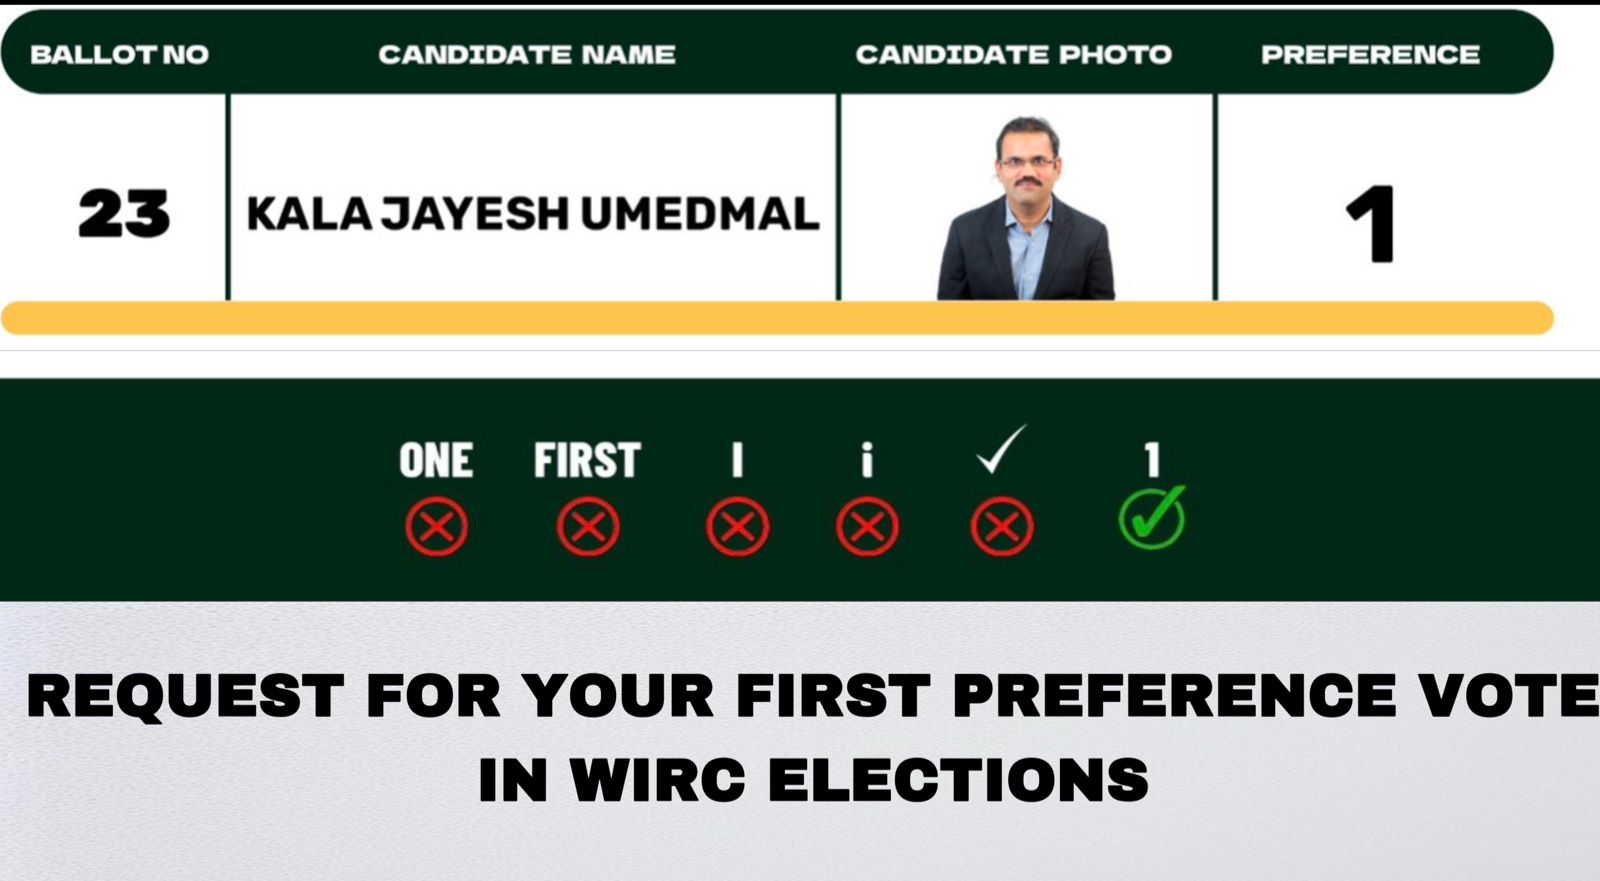 BALLOT NO CANDIDATE NAME CANDIDATE PHOTO PREFERENCE
23 KALA JAYESH UMEDMAL 1
ONE FIRST I i ✓ 1
REQUEST FOR YOUR FIRST PREFERENCE VOTE
IN WIRC ELECTIONS